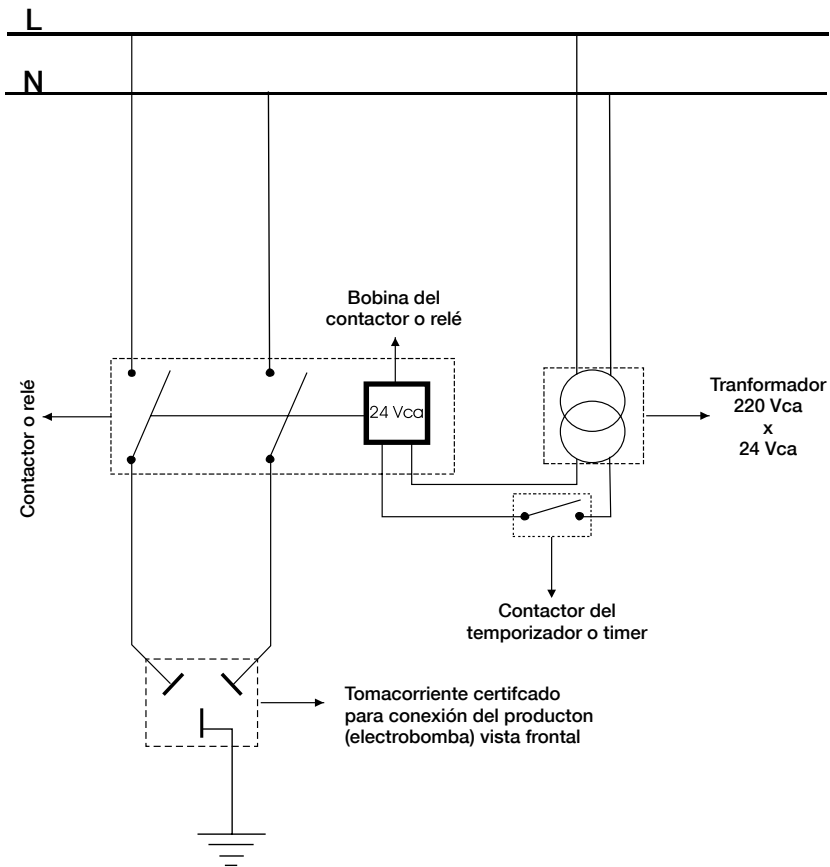 L
N
Bobina del
contactor o relé
24 Vca
Contactor o relé
Tranformador
220 Vca
x
24 Vca
Contactor del
temporizador o timer
Tomacorriente certifcado
para conexión del producton
(electrobomba) vista frontal